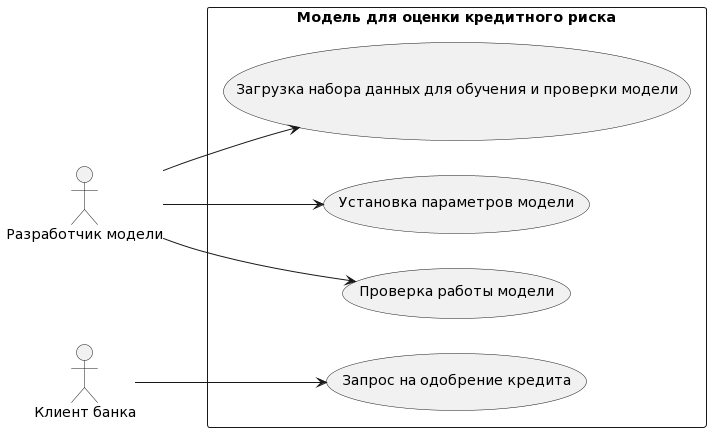 Модель для оценки кредитного риска
Загрузка набора данных для обучения и проверки модели
Установка параметров модели
Разработчик модели
Проверка работы модели
Запрос на одобрение кредита
Клиент банка